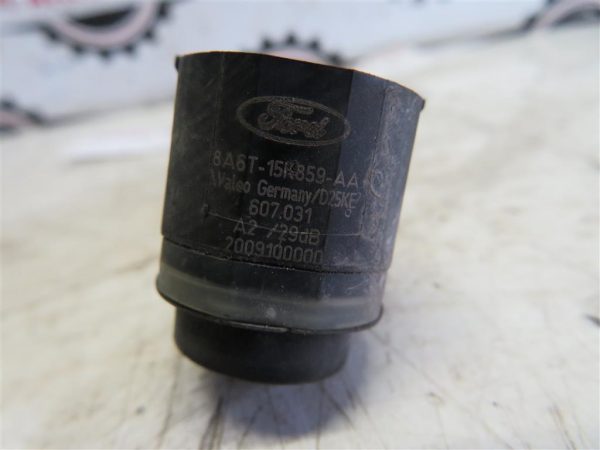 Ford
8A6T-15K859-AA
Valeo Germany/D25KE
607.031
A2 /29dB
2009100000